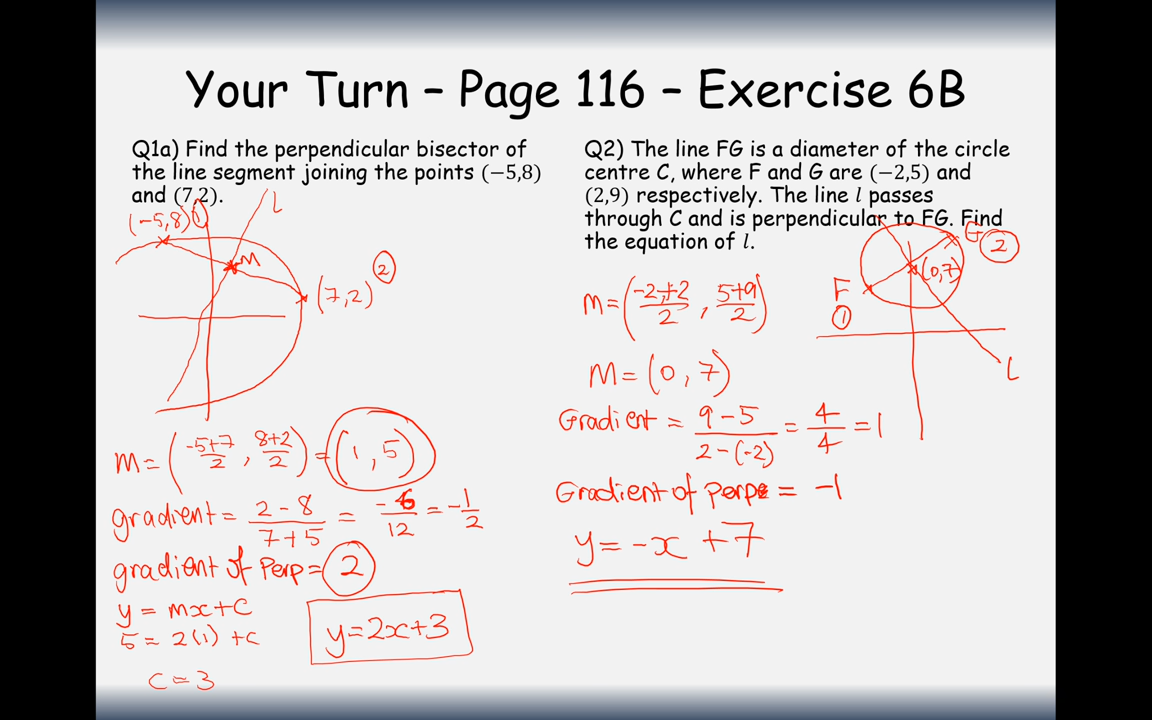 Your Turn – Page 116 – Exercise 6B
Q1a) Find the perpendicular bisector of
the line segment joining the points (−5,8)
and (7,2).
(−5,8) ①
L
M
(7,2) ②
M = (-5+7/2 , 8+2/2) = (1,5)
gradient = 2-8/7+5 = -6/12 = -1/2
gradient of Perp = 2
y = mx+c
5 = 2(1) +c
c = 3
y=2x+3
Q2) The line FG is a diameter of the circle
centre C, where F and G are (−2,5) and
(2,9) respectively. The line l passes
through C and is perpendicular to FG. Find
the equation of l.
G ②
(0,7)
F
①
L
M = (-2+2/2 , 5+9/2)
M = (0,7)
Gradient = 9-5/2-(-2) = 4/4 = 1
Gradient of Perp = -1
y = -x +7